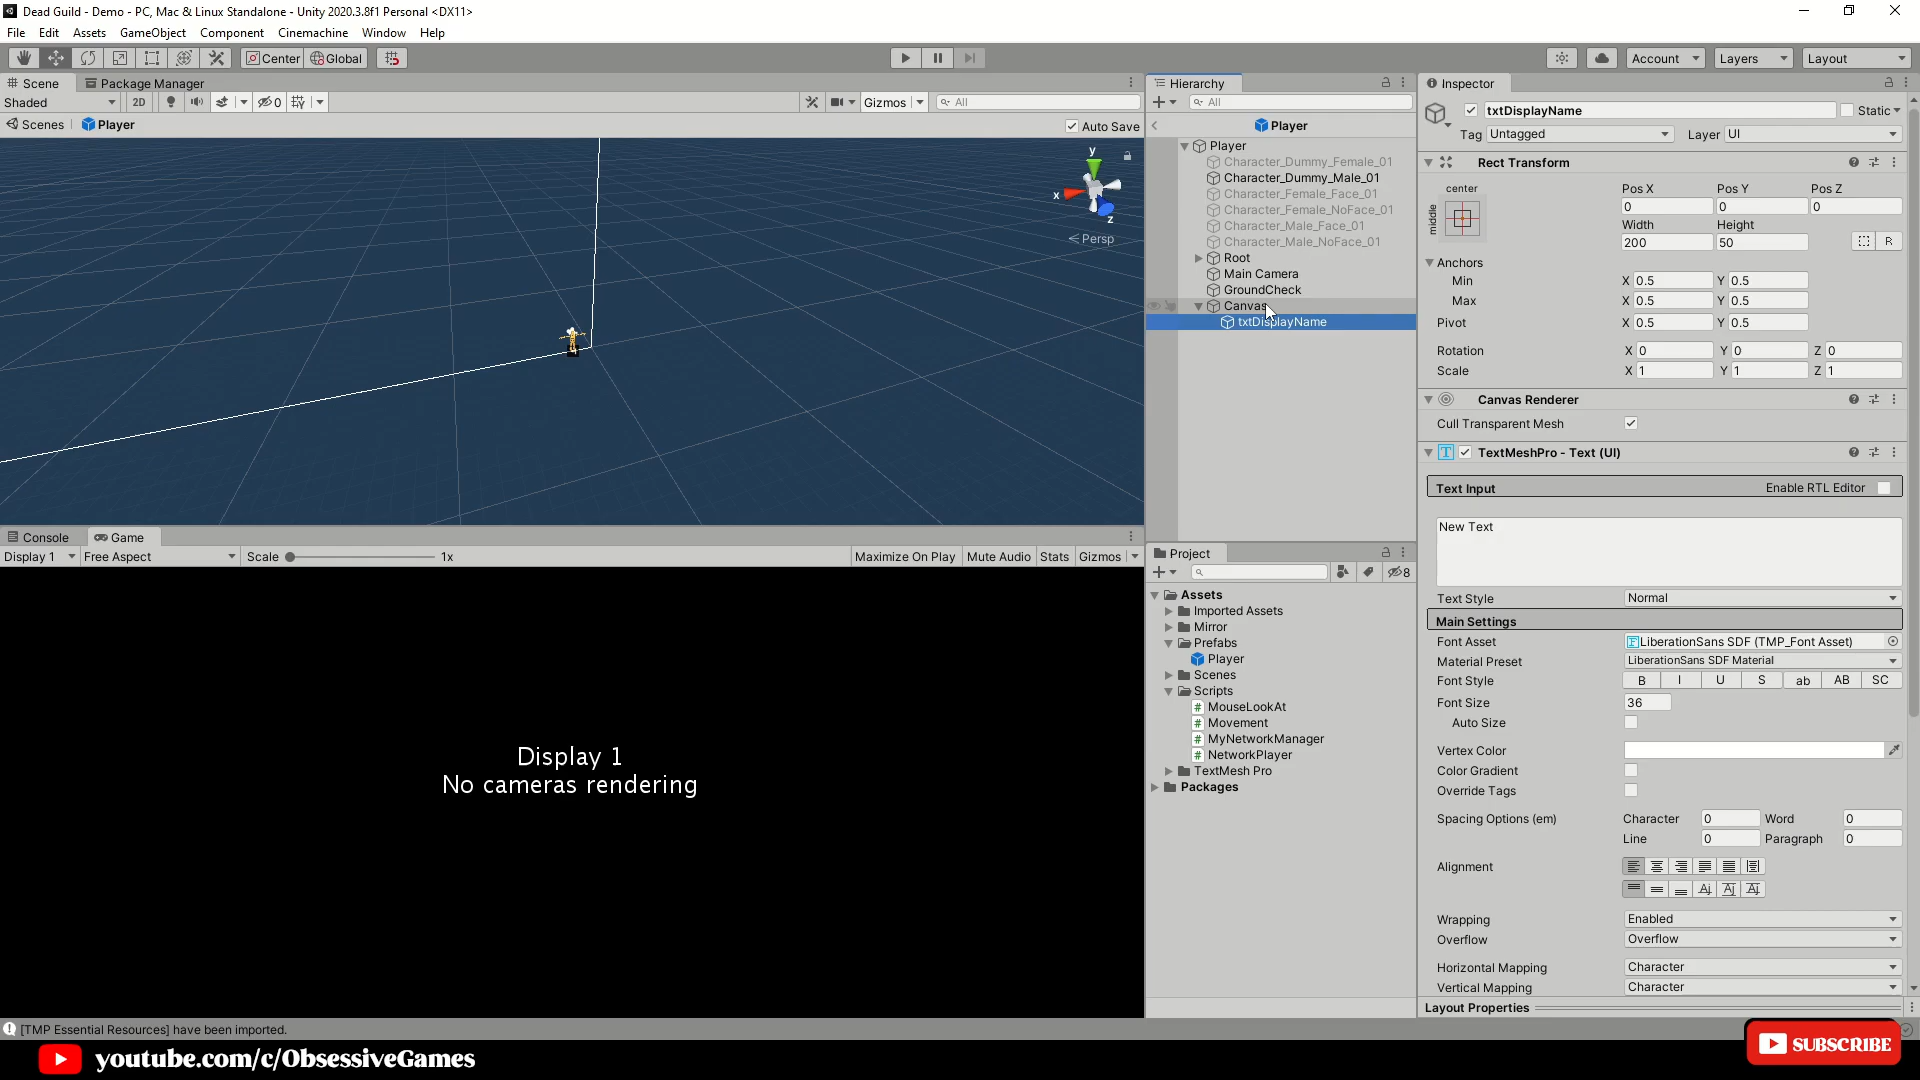 Dead Guild - Demo - PC, Mac & Linux Standalone - Unity 2020.3.8f1 Personal <DX11>
File Edit Assets GameObject Component Cinemachine Window Help
Center Global
Account Layers Layout
Scene Package Manager
Shaded 2D 0 Gizmos All
Scenes Player Auto Save
y
x
z
Persp
Hierarchy
All
Player
Player
Character_Dummy_Female_01
Character_Dummy_Male_01
Character_Female_Face_01
Character_Female_NoFace_01
Character_Male_Face_01
Character_Male_NoFace_01
Root
Main Camera
GroundCheck
Canvas
txtDisplayName
Console Game
Display 1 Free Aspect Scale 1x Maximize On Play Mute Audio Stats Gizmos
Display 1
No cameras rendering
Project
8
Assets
Imported Assets
Mirror
Prefabs
Player
Scenes
Scripts
MouseLookAt
Movement
MyNetworkManager
NetworkPlayer
TextMesh Pro
Packages
Inspector
txtDisplayName Static
Tag Untagged Layer UI
Rect Transform
center
middle
Pos X Pos Y Pos Z
0 0 0
Width Height
200 50 R
Anchors
Min X 0.5 Y 0.5
Max X 0.5 Y 0.5
Pivot X 0.5 Y 0.5
Rotation X 0 Y 0 Z 0
Scale X 1 Y 1 Z 1
Canvas Renderer
Cull Transparent Mesh
T TextMeshPro - Text (UI)
Text Input Enable RTL Editor
New Text
Text Style Normal
Main Settings
Font Asset F LiberationSans SDF (TMP_Font Asset)
Material Preset LiberationSans SDF Material
Font Style B I U S ab AB SC
Font Size 36
Auto Size
Vertex Color
Color Gradient
Override Tags
Spacing Options (em) Character 0 Word 0
Line 0 Paragraph 0
Alignment
Wrapping Enabled
Overflow Overflow
Horizontal Mapping Character
Vertical Mapping Character
Layout Properties
[TMP Essential Resources] have been imported.
youtube.com/c/ObsessiveGames
SUBSCRIBE